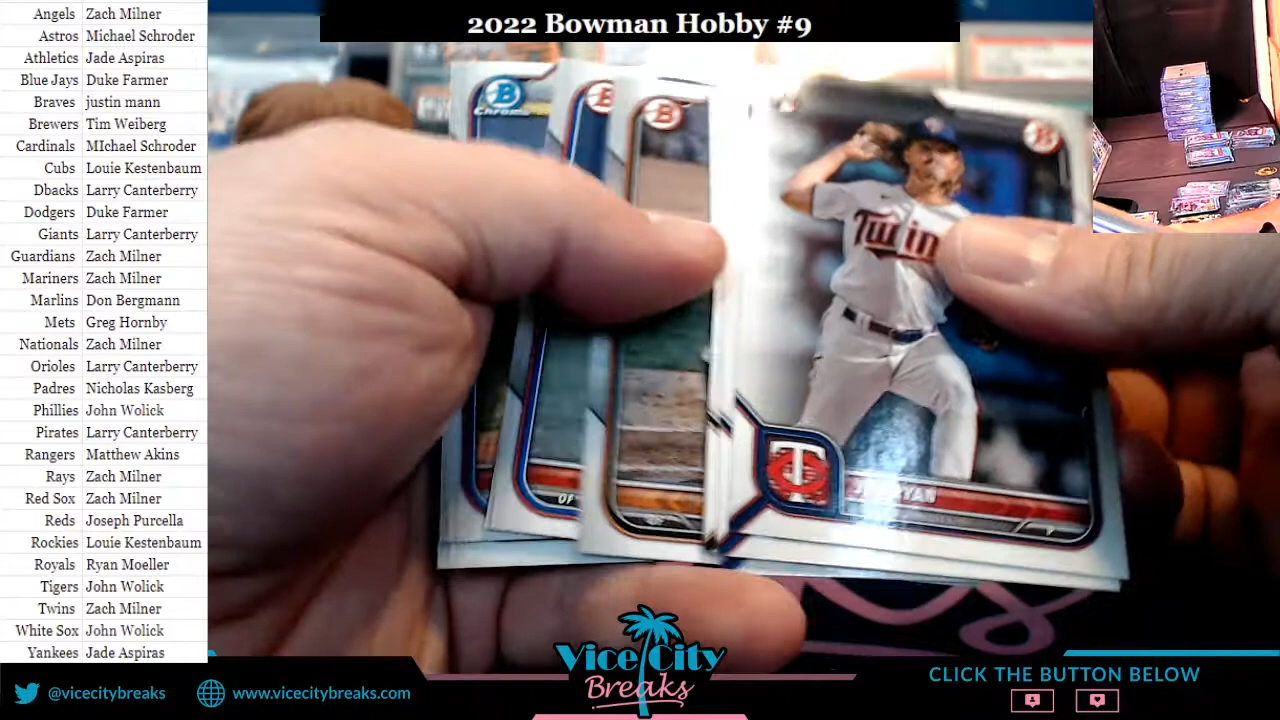 2022 Bowman Hobby #9
Angels Zach Milner
Astros Michael Schroder
Athletics Jade Aspiras
Blue Jays Duke Farmer
Braves justin mann
Brewers Tim Weiberg
Cardinals MIchael Schroder
Cubs Louie Kestenbaum
Dbacks Larry Canterberry
Dodgers Duke Farmer
Giants Larry Canterberry
Guardians Zach Milner
Mariners Zach Milner
Marlins Don Bergmann
Mets Greg Hornby
Nationals Zach Milner
Orioles Larry Canterberry
Padres Nicholas Kasberg
Phillies John Wolick
Pirates Larry Canterberry
Rangers Matthew Akins
Rays Zach Milner
Red Sox Zach Milner
Reds Joseph Purcella
Rockies Louie Kestenbaum
Royals Ryan Moeller
Tigers John Wolick
Twins Zach Milner
White Sox John Wolick
Yankees Jade Aspiras
B
Chrome
B
B
B
Twin
T
C
RYAN
P
OF
Vice City
Breaks
@vicecitybreaks
www.vicecitybreaks.com
CLICK THE BUTTON BELOW